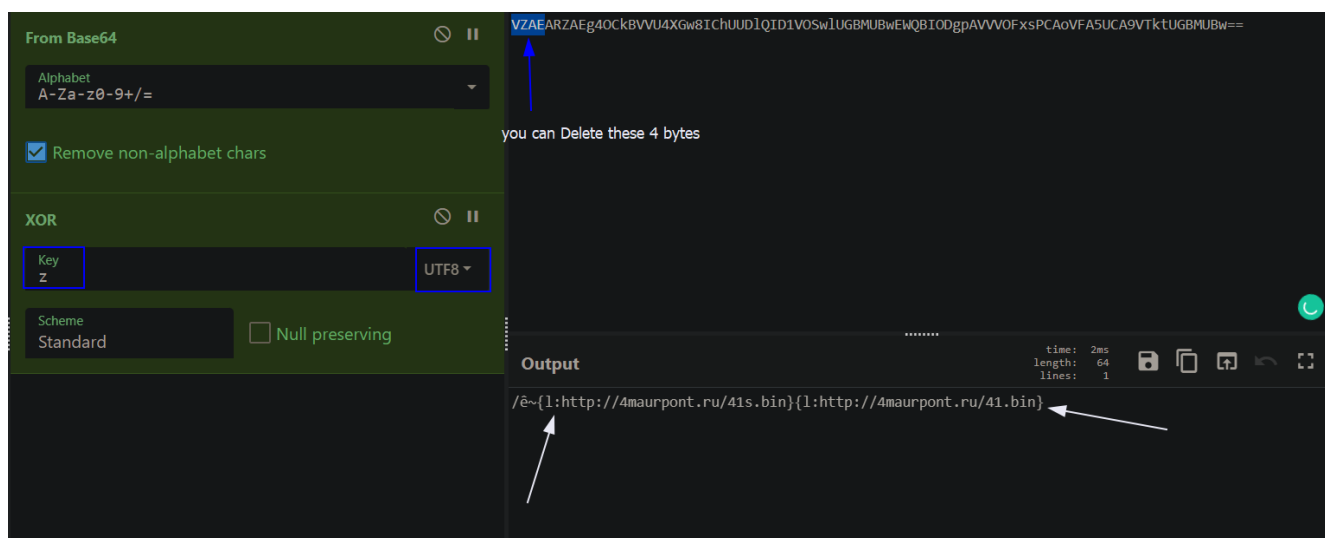 From Base64
Alphabet
A-Za-z0-9+/=
Remove non-alphabet chars
XOR
Key
z
UTF8
Scheme
Standard
Null preserving
VZAEARZAEg4OCkBVVU4XGw8IChUUDlQID1VOSwlUGBMUBwEWQBIODgpAVVVOFxsPCAoVFA5UCA9VTktUGBMUBw==
you can Delete these 4 bytes
Output
time: 2ms
length: 64
lines: 1
/ê~{l:http://4maurpont.ru/41s.bin}{l:http://4maurpont.ru/41.bin}